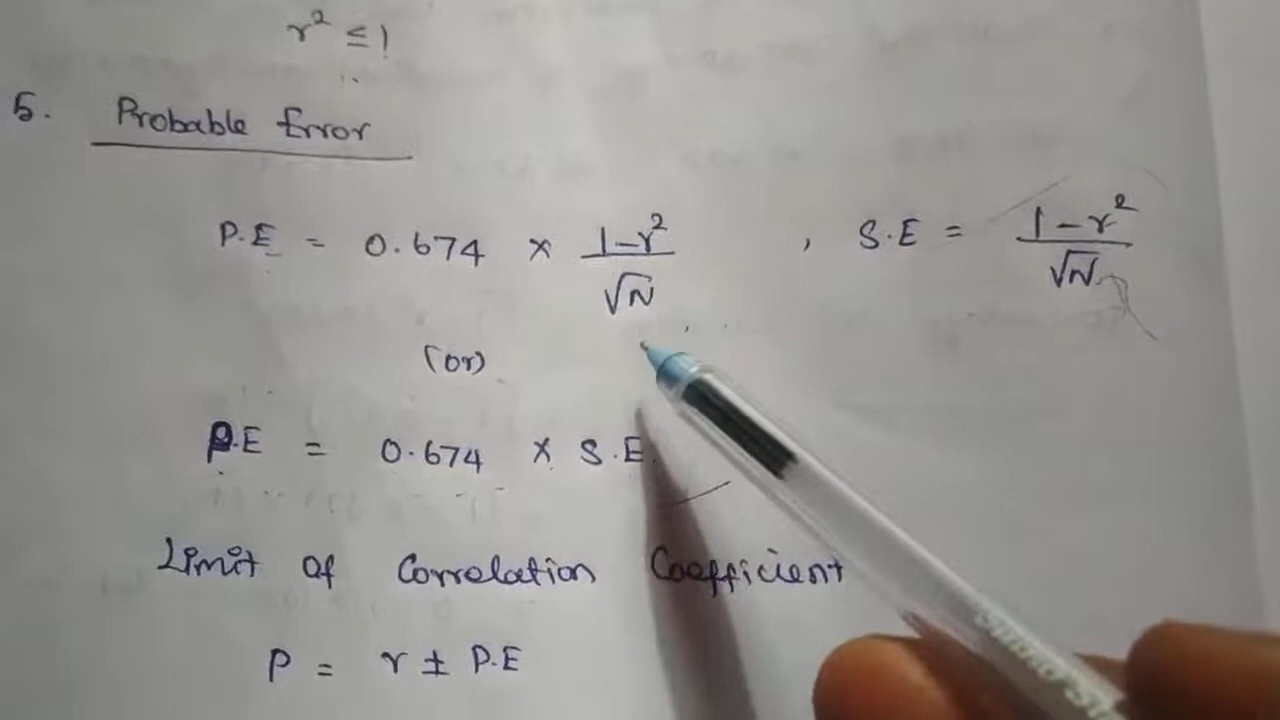 r² ≤ 1
5. Probable Error
P.E = 0.674 × (1-r²)/√N , S.E = (1-r²)/√N
(or)
P.E = 0.674 × S.E
Limit of Correlation Coefficient
P = r ± P.E